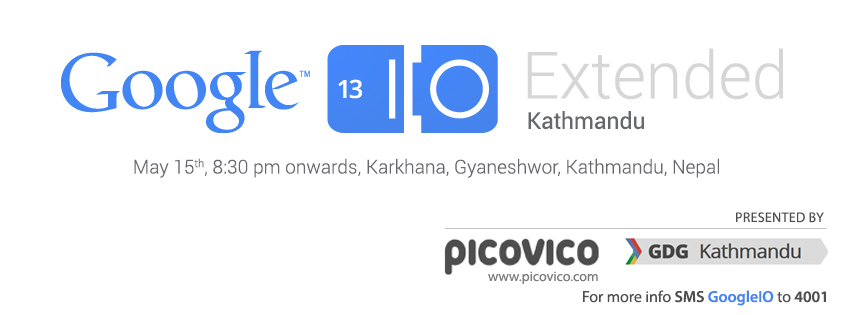 Google™ 13 IO Extended
Kathmandu
May 15th, 8:30 pm onwards, Karkhana, Gyaneshwor, Kathmandu, Nepal
PRESENTED BY
picovico GDG Kathmandu
www.picovico.com
For more info SMS GoogleIO to 4001